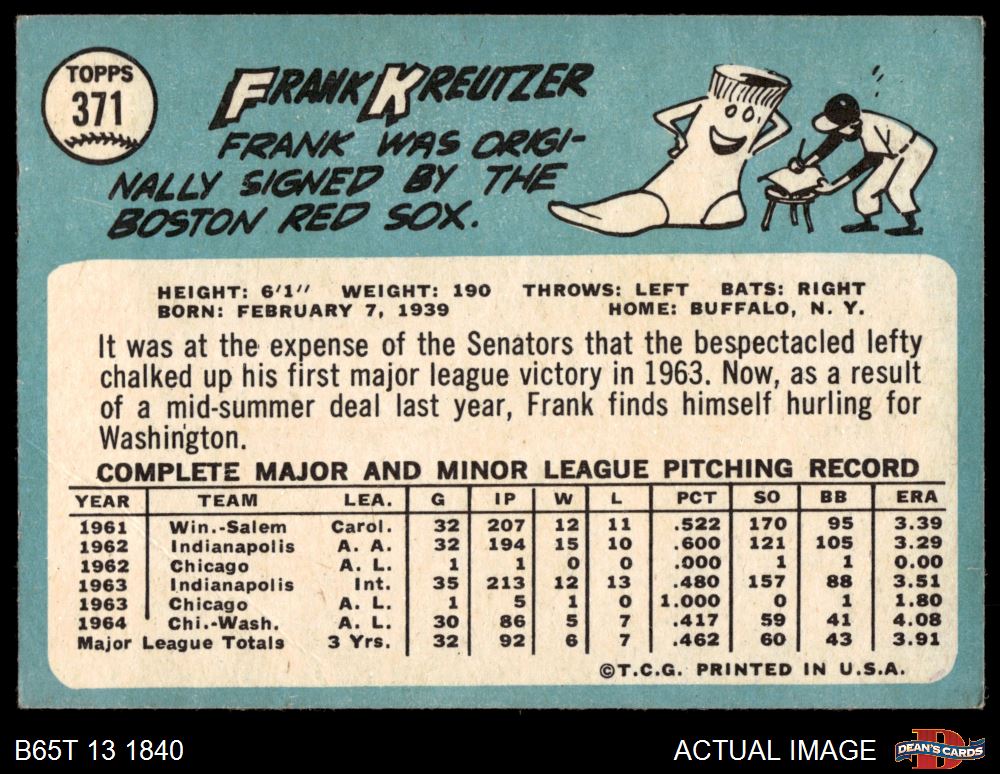 TOPPS
371
FRANK KREUTZER
FRANK WAS ORIGI-
NALLY SIGNED BY THE
BOSTON RED SOX.
HEIGHT: 6'1" WEIGHT: 190 THROWS: LEFT BATS: RIGHT
BORN: FEBRUARY 7, 1939 HOME: BUFFALO, N. Y.
It was at the expense of the Senators that the bespectacled lefty
chalked up his first major league victory in 1963. Now, as a result
of a mid-summer deal last year, Frank finds himself hurling for
Washington.
COMPLETE MAJOR AND MINOR LEAGUE PITCHING RECORD
YEAR TEAM LEA. G IP W L PCT SO BB ERA
1961 Win.-Salem Carol. 32 207 12 11 .522 170 95 3.39
1962 Indianapolis A. A. 32 194 15 10 .600 121 105 3.29
1962 Chicago A. L. 1 1 0 0 .000 1 1 0.00
1963 Indianapolis Int. 35 213 12 13 .480 157 88 3.51
1963 Chicago A. L. 1 5 1 0 1.000 0 1 1.80
1964 Chi.-Wash. A. L. 30 86 5 7 .417 59 41 4.08
Major League Totals 3 Yrs. 32 92 6 7 .462 60 43 3.91
©T.C.G. PRINTED IN U.S.A.
B65T 13 1840 ACTUAL IMAGE DEAN'S CARDS